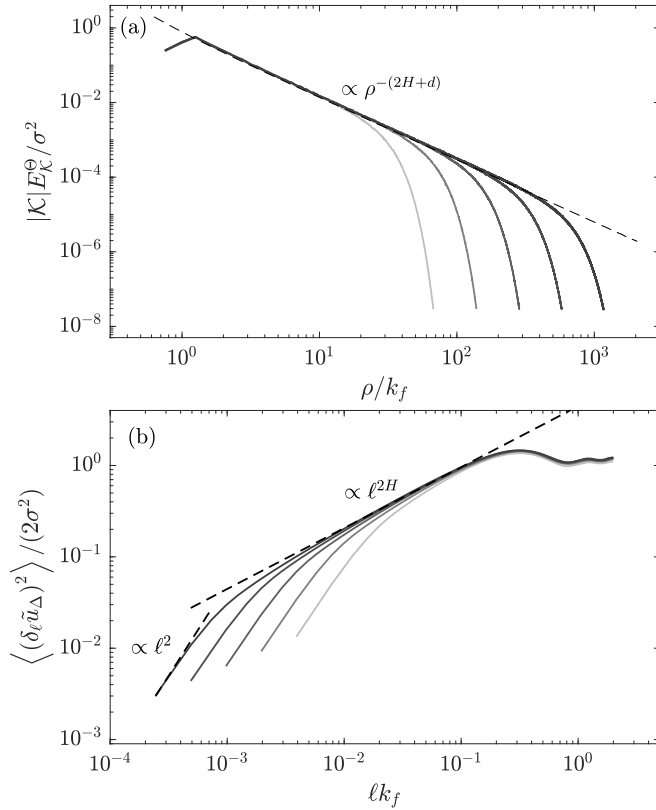 (a)
∝ ρ^{-(2H+d)}
|𝒦|E_𝒦^Θ/σ^2
10^0
10^{-2}
10^{-4}
10^{-6}
10^{-8}
10^0 10^1 10^2 10^3
ρ/k_f
(b)
∝ ℓ^{2H}
∝ ℓ^2
⟨(δ_ℓ ũ_Δ)^2⟩/(2σ^2)
10^0
10^{-1}
10^{-2}
10^{-3}
10^{-4} 10^{-3} 10^{-2} 10^{-1} 10^0
ℓk_f